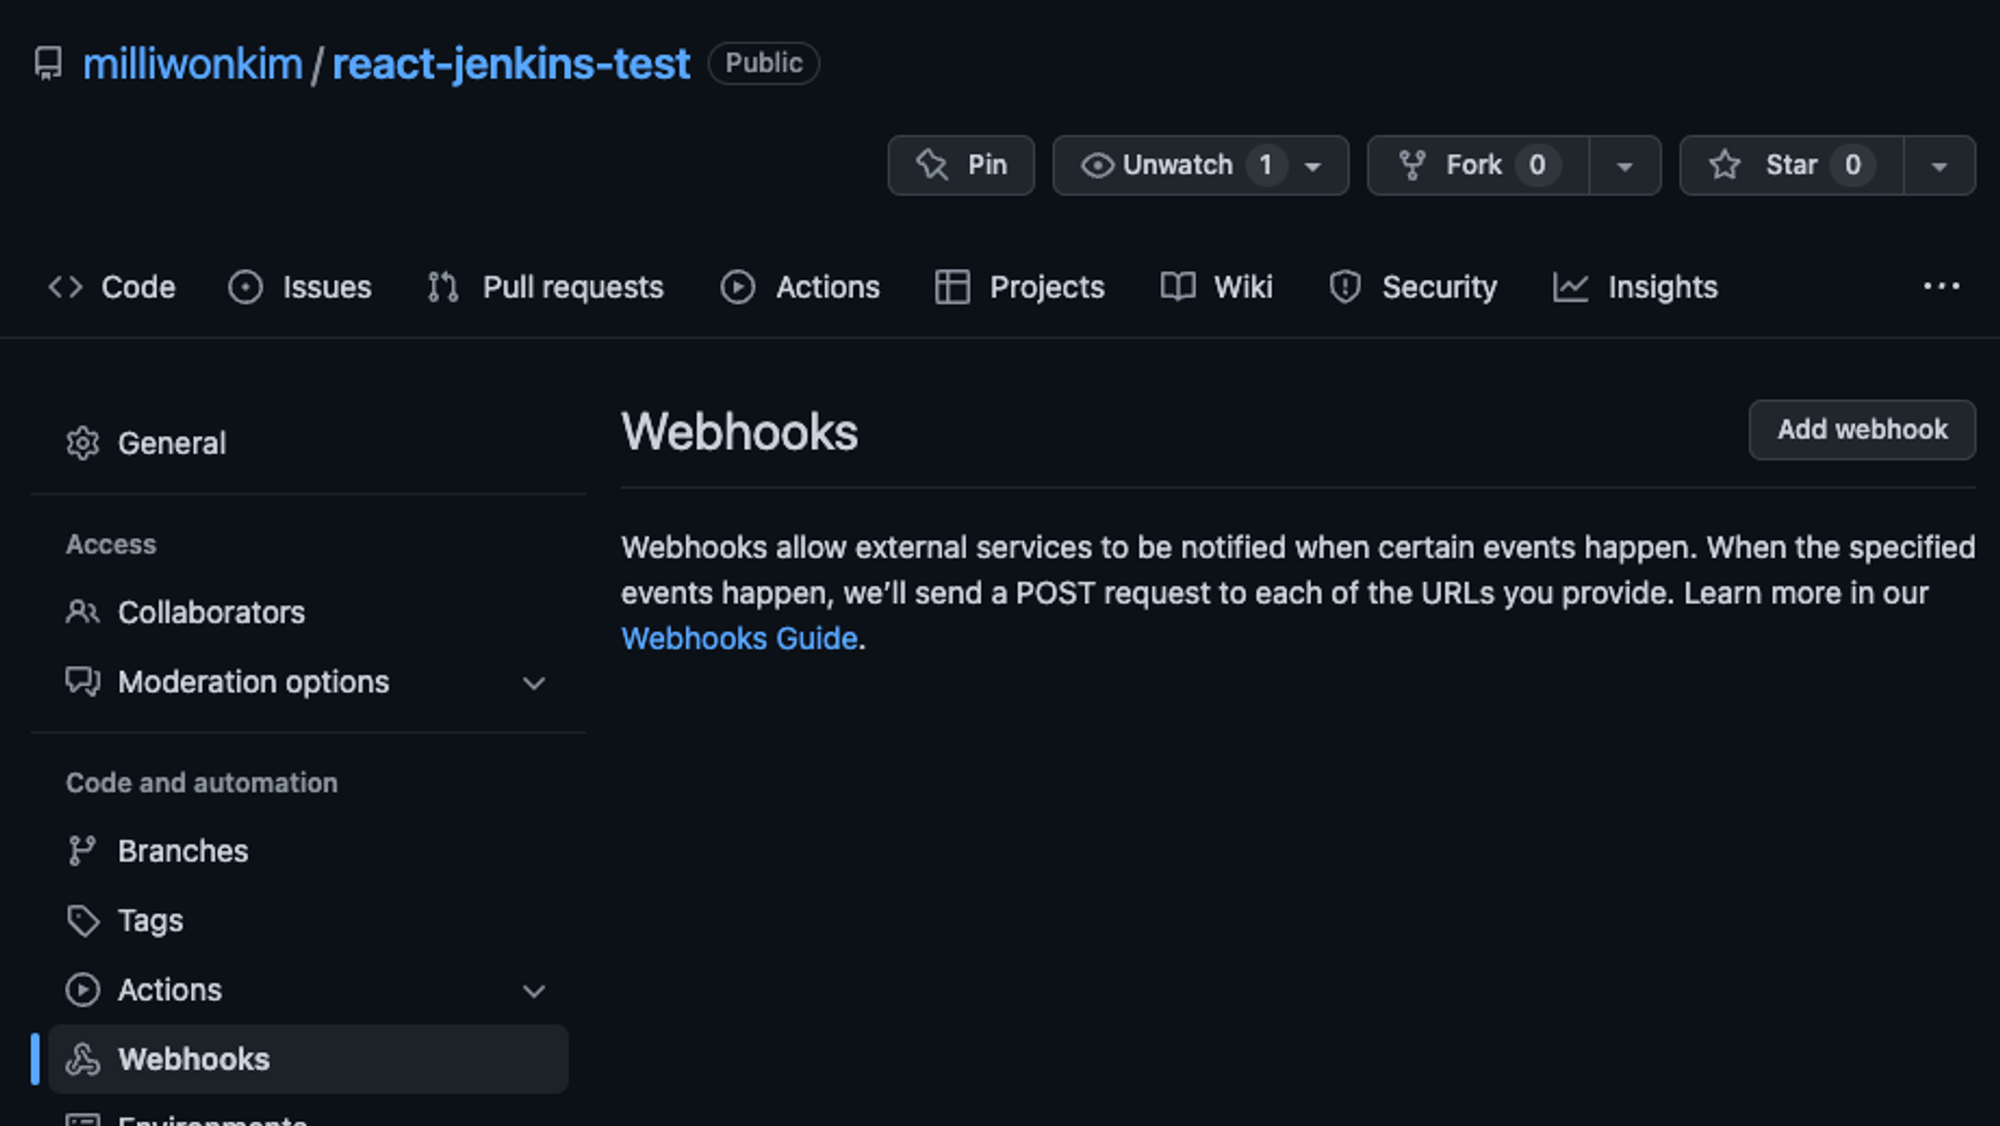 milliwonkim / react-jenkins-test Public
Pin Unwatch 1 Fork 0 Star 0
Code Issues Pull requests Actions Projects Wiki Security Insights ...
General
Access
Collaborators
Moderation options
Code and automation
Branches
Tags
Actions
Webhooks
Environments
Webhooks
Add webhook
Webhooks allow external services to be notified when certain events happen. When the specified
events happen, we’ll send a POST request to each of the URLs you provide. Learn more in our
Webhooks Guide.